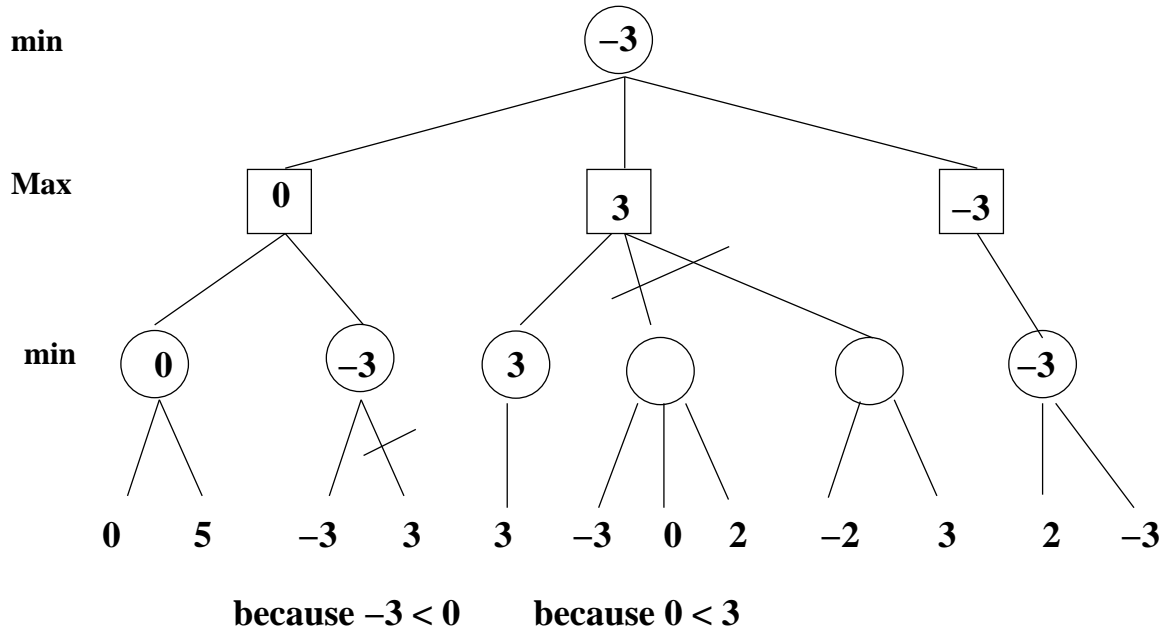 min −3
Max 0 3 −3
min 0 −3 3 −3
0 5 −3 3 3 −3 0 2 −2 3 2 −3
because −3 < 0 because 0 < 3